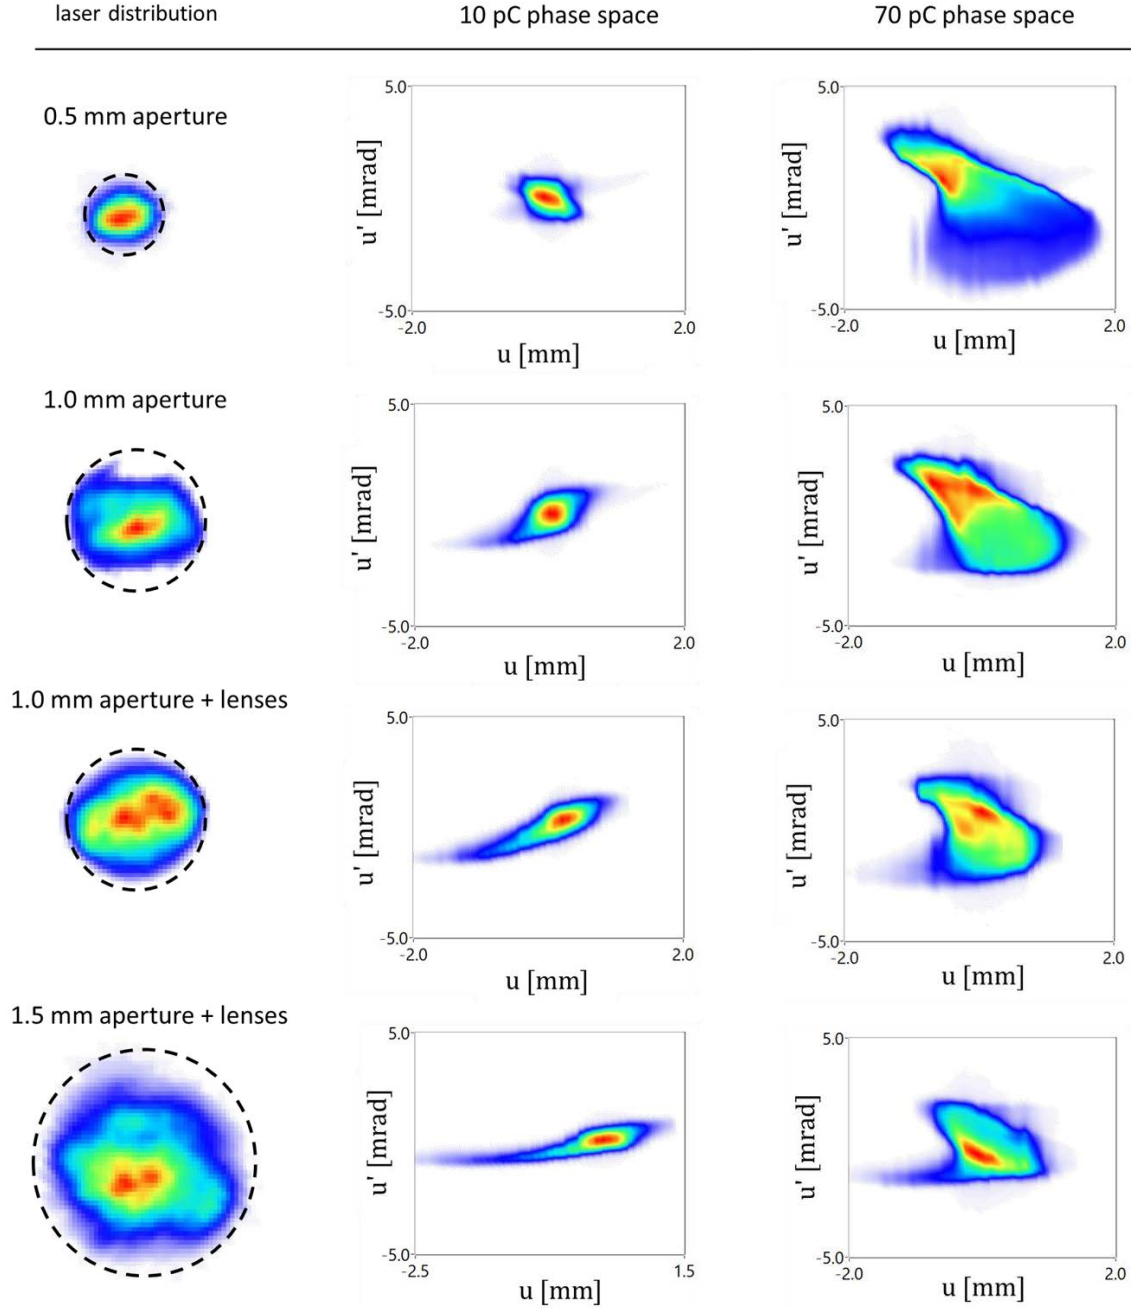 laser distribution 10 pC phase space 70 pC phase space
0.5 mm aperture
5.0
u' [mrad]
-5.0
-2.0 2.0
u [mm]
5.0
u' [mrad]
-5.0
-2.0 2.0
u [mm]
1.0 mm aperture
5.0
u' [mrad]
-5.0
-2.0 2.0
u [mm]
5.0
u' [mrad]
-5.0
-2.0 2.0
u [mm]
1.0 mm aperture + lenses
5.0
u' [mrad]
-5.0
-2.0 2.0
u [mm]
5.0
u' [mrad]
-5.0
-2.0 2.0
u [mm]
1.5 mm aperture + lenses
5.0
u' [mrad]
-5.0
-2.5 1.5
u [mm]
5.0
u' [mrad]
-5.0
-2.0 2.0
u [mm]